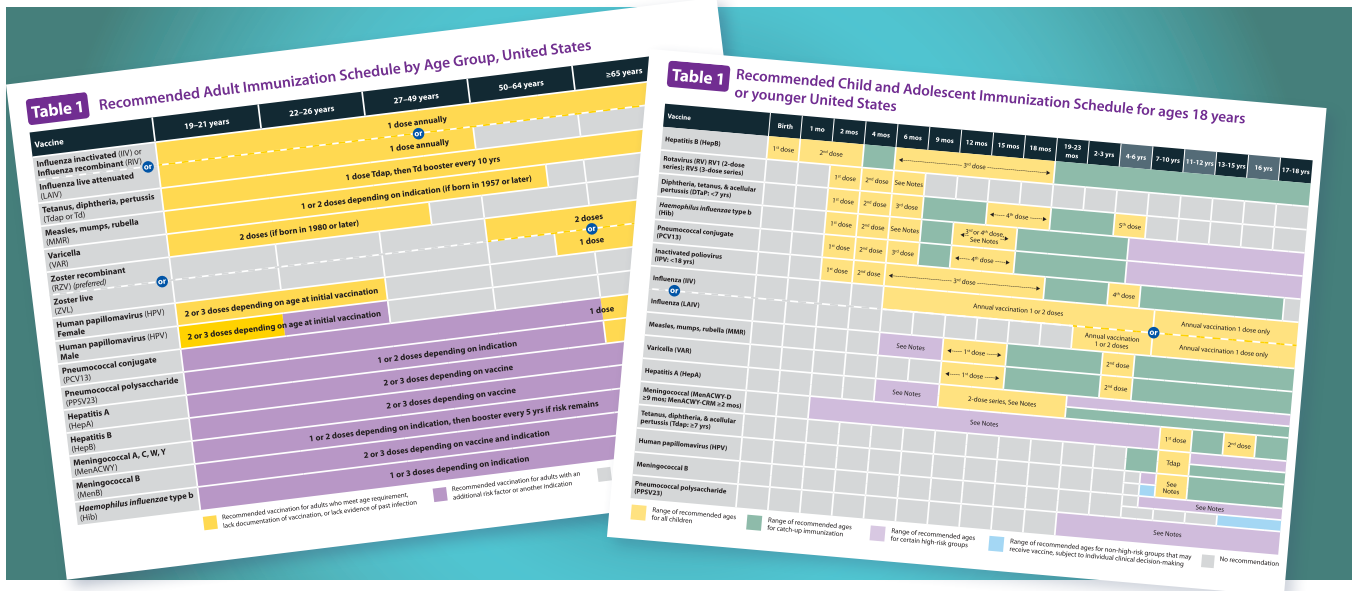 Table 1
Recommended Adult Immunization Schedule by Age Group, United States
Vaccine
19–21 years
22–26 years
27–49 years
50–64 years
≥65 years
Influenza inactivated (IIV) or
Influenza recombinant (RIV)
or
Influenza live attenuated
(LAIV)
1 dose annually
or
1 dose annually
Tetanus, diphtheria, pertussis
(Tdap or Td)
1 dose Tdap, then Td booster every 10 yrs
Measles, mumps, rubella
(MMR)
1 or 2 doses depending on indication (if born in 1957 or later)
Varicella
(VAR)
2 doses (if born in 1980 or later)
Zoster recombinant
(RZV) (preferred)
or
Zoster live
(ZVL)
2 doses
or
1 dose
Human papillomavirus (HPV)
Female
2 or 3 doses depending on age at initial vaccination
Human papillomavirus (HPV)
Male
2 or 3 doses depending on age at initial vaccination
Pneumococcal conjugate
(PCV13)
1 dose
Pneumococcal polysaccharide
(PPSV23)
1 or 2 doses depending on indication
Hepatitis A
(HepA)
2 or 3 doses depending on vaccine
Hepatitis B
(HepB)
2 or 3 doses depending on vaccine
Meningococcal A, C, W, Y
(MenACWY)
1 or 2 doses depending on indication, then booster every 5 yrs if risk remains
Meningococcal B
(MenB)
2 or 3 doses depending on vaccine and indication
Haemophilus influenzae type b
(Hib)
1 or 3 doses depending on indication
Recommended vaccination for adults who meet age requirement,
lack documentation of vaccination, or lack evidence of past infection
Recommended vaccination for adults with an
additional risk factor or another indication
Table 1
Recommended Child and Adolescent Immunization Schedule for ages 18 years
or younger United States
Vaccine
Birth
1 mo
2 mos
4 mos
6 mos
9 mos
12 mos
15 mos
18 mos
19-23
mos
2-3 yrs
4-6 yrs
7-10 yrs
11-12 yrs
13-15 yrs
16 yrs
17-18 yrs
Hepatitis B (HepB)
1st dose
2nd dose
3rd dose
Rotavirus (RV) RV1 (2-dose
series); RV5 (3-dose series)
1st dose
2nd dose
See Notes
Diphtheria, tetanus, & acellular
pertussis (DTaP: <7 yrs)
1st dose
2nd dose
3rd dose
4th dose
5th dose
Haemophilus influenzae type b
(Hib)
1st dose
2nd dose
See Notes
3rd or 4th dose,
See Notes
Pneumococcal conjugate
(PCV13)
1st dose
2nd dose
3rd dose
4th dose
Inactivated poliovirus
(IPV: <18 yrs)
1st dose
2nd dose
3rd dose
4th dose
Influenza (IIV)
or
Influenza (LAIV)
Annual vaccination 1 or 2 doses
Annual vaccination 1 dose only
or
Annual vaccination
1 or 2 doses
Annual vaccination 1 dose only
Measles, mumps, rubella (MMR)
See Notes
1st dose
2nd dose
Varicella (VAR)
1st dose
2nd dose
Hepatitis A (HepA)
See Notes
2-dose series, See Notes
Meningococcal (MenACWY-D
≥9 mos; MenACWY-CRM ≥2 mos)
See Notes
1st dose
2nd dose
Tetanus, diphtheria, & acellular
pertussis (Tdap: ≥7 yrs)
Tdap
Human papillomavirus (HPV)
See
Notes
Meningococcal B
See Notes
Pneumococcal polysaccharide
(PPSV23)
See Notes
Range of recommended ages
for all children
Range of recommended ages
for catch-up immunization
Range of recommended ages
for certain high-risk groups
Range of recommended ages for non-high-risk groups that may
receive vaccine, subject to individual clinical decision-making
No recommendation